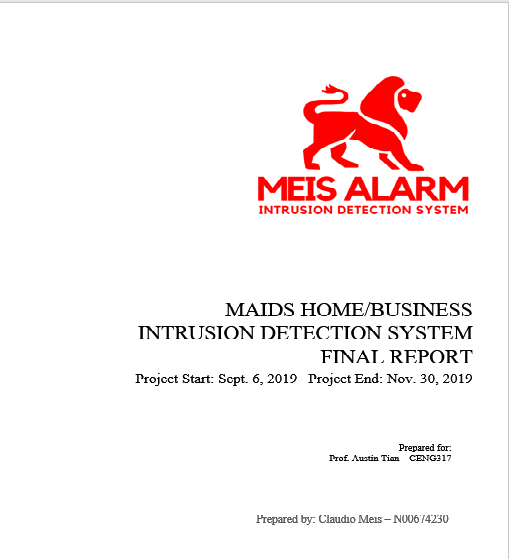 MEIS ALARM
INTRUSION DETECTION SYSTEM
MAIDS HOME/BUSINESS
INTRUSION DETECTION SYSTEM
FINAL REPORT
Project Start: Sept. 6, 2019 Project End: Nov. 30, 2019
Prepared for:
Prof. Austin Tian CENG317
Prepared by: Claudio Meis – N00674230